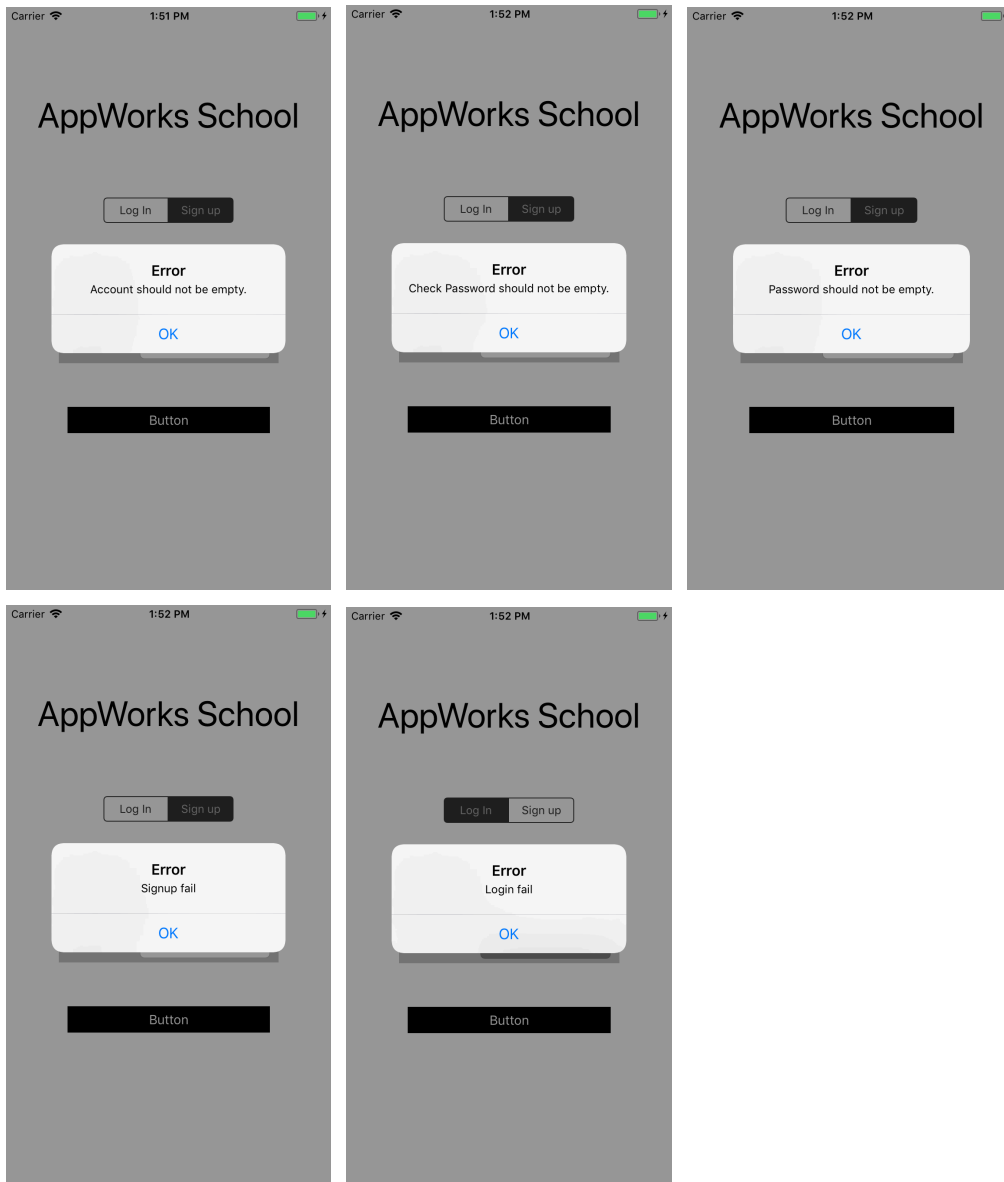 Carrier 1:51 PM
AppWorks School
Log In Sign up
Error
Account should not be empty.
OK
Button
Carrier 1:52 PM
AppWorks School
Log In Sign up
Error
Check Password should not be empty.
OK
Button
Carrier 1:52 PM
AppWorks School
Log In Sign up
Error
Password should not be empty.
OK
Button
Carrier 1:52 PM
AppWorks School
Log In Sign up
Error
Signup fail
OK
Button
Carrier 1:52 PM
AppWorks School
Log In Sign up
Error
Login fail
OK
Button